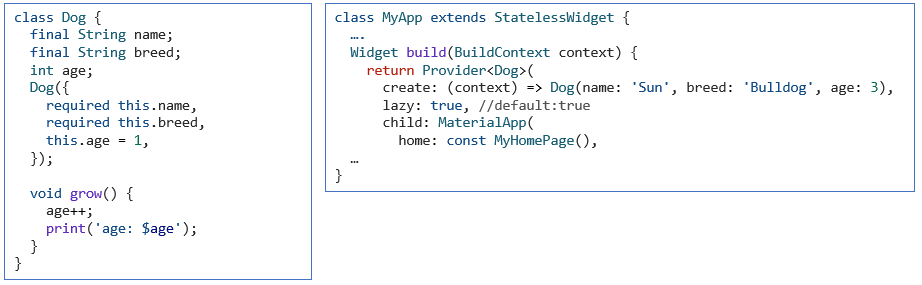 class Dog {
  final String name;
  final String breed;
  int age;
  Dog({
    required this.name,
    required this.breed,
    this.age = 1,
  });

  void grow() {
    age++;
    print('age: $age');
  }
}
class MyApp extends StatelessWidget {
  ….
  Widget build(BuildContext context) {
    return Provider<Dog>(
      create: (context) => Dog(name: 'Sun', breed: 'Bulldog', age: 3),
      lazy: true, //default:true
      child: MaterialApp(
        home: const MyHomePage(),
  …
}